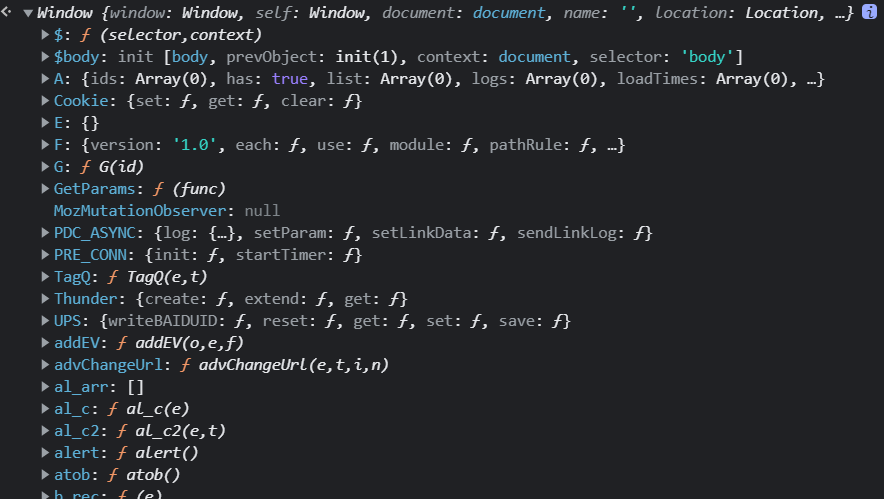 Window {window: Window, self: Window, document: document, name: '', location: Location, …}
$: ƒ (selector,context)
$body: init [body, prevObject: init(1), context: document, selector: 'body']
A: {ids: Array(0), has: true, list: Array(0), logs: Array(0), loadTimes: Array(0), …}
Cookie: {set: ƒ, get: ƒ, clear: ƒ}
E: {}
F: {version: '1.0', each: ƒ, use: ƒ, module: ƒ, pathRule: ƒ, …}
G: ƒ G(id)
GetParams: ƒ (func)
MozMutationObserver: null
PDC_ASYNC: {log: {…}, setParam: ƒ, setLinkData: ƒ, sendLinkLog: ƒ}
PRE_CONN: {init: ƒ, startTimer: ƒ}
TagQ: ƒ TagQ(e,t)
Thunder: {create: ƒ, extend: ƒ, get: ƒ}
UPS: {writeBAIDUID: ƒ, reset: ƒ, get: ƒ, set: ƒ, save: ƒ}
addEV: ƒ addEV(o,e,f)
advChangeUrl: ƒ advChangeUrl(e,t,i,n)
al_arr: []
al_c: ƒ al_c(e)
al_c2: ƒ al_c2(e,t)
alert: ƒ alert()
atob: ƒ atob()
b_rec: ƒ (e)